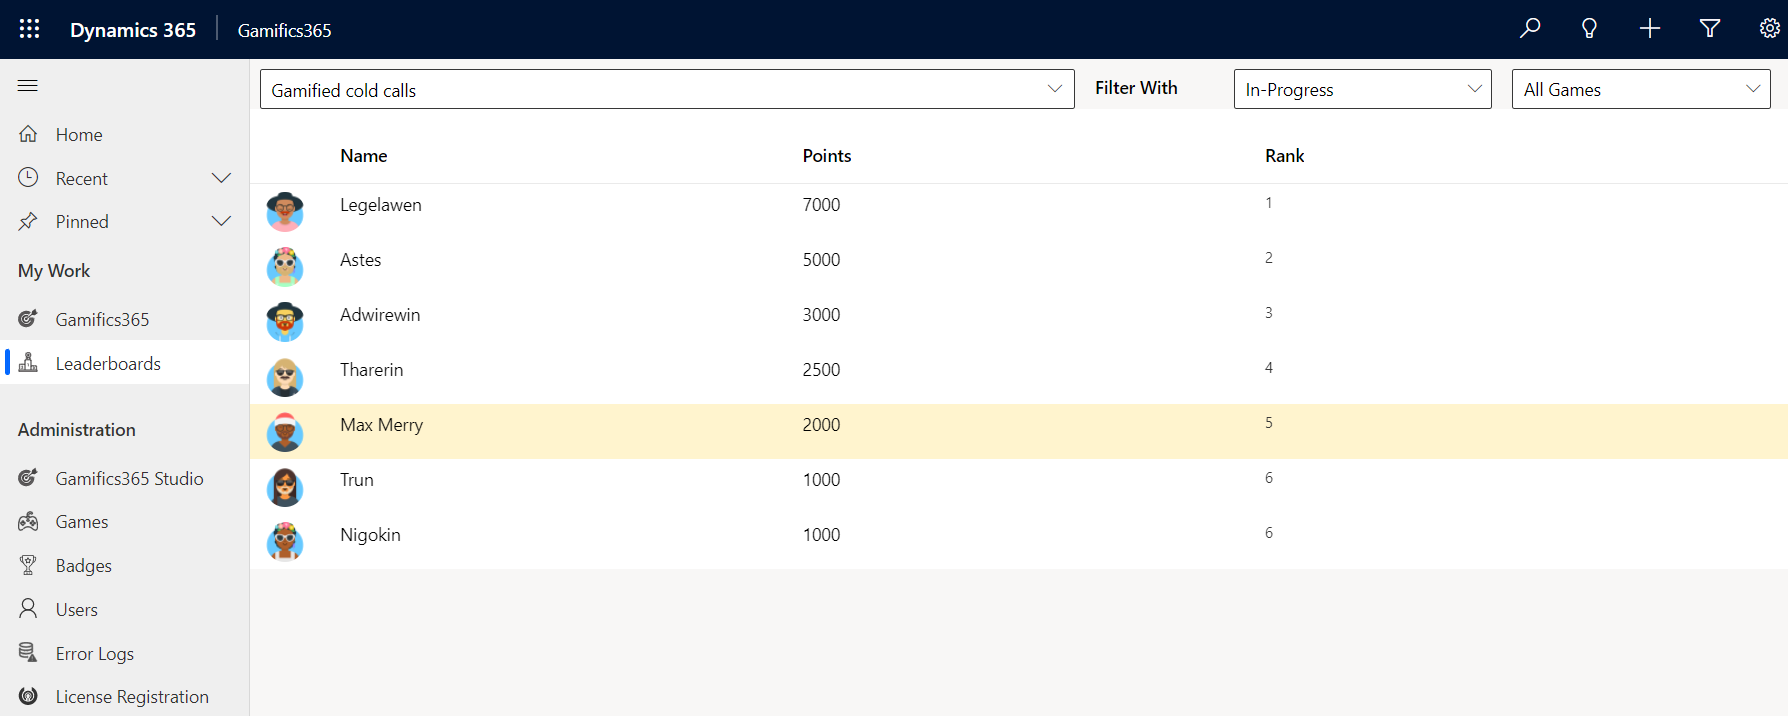 Dynamics 365 Gamifics365
Gamified cold calls Filter With In-Progress All Games
Home
Recent
Pinned
My Work
Gamifics365
Leaderboards
Administration
Gamifics365 Studio
Games
Badges
Users
Error Logs
License Registration
Name Points Rank
Legelawen 7000 1
Astes 5000 2
Adwirewin 3000 3
Tharerin 2500 4
Max Merry 2000 5
Trun 1000 6
Nigokin 1000 6